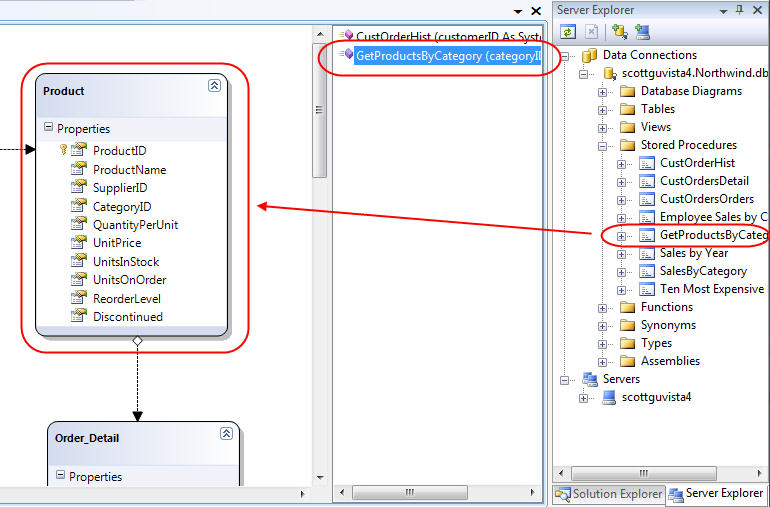 Product
Properties
ProductID
ProductName
SupplierID
CategoryID
QuantityPerUnit
UnitPrice
UnitsInStock
UnitsOnOrder
ReorderLevel
Discontinued
Order_Detail
Properties
CustOrderHist (customerID As Syste
GetProductsByCategory (categoryID
Server Explorer
Data Connections
scottguvista4.Northwind.db
Database Diagrams
Tables
Views
Stored Procedures
CustOrderHist
CustOrdersDetail
CustOrdersOrders
Employee Sales by C
GetProductsByCateg
Sales by Year
SalesByCategory
Ten Most Expensive
Functions
Synonyms
Types
Assemblies
Servers
scottguvista4
Solution Explorer
Server Explorer